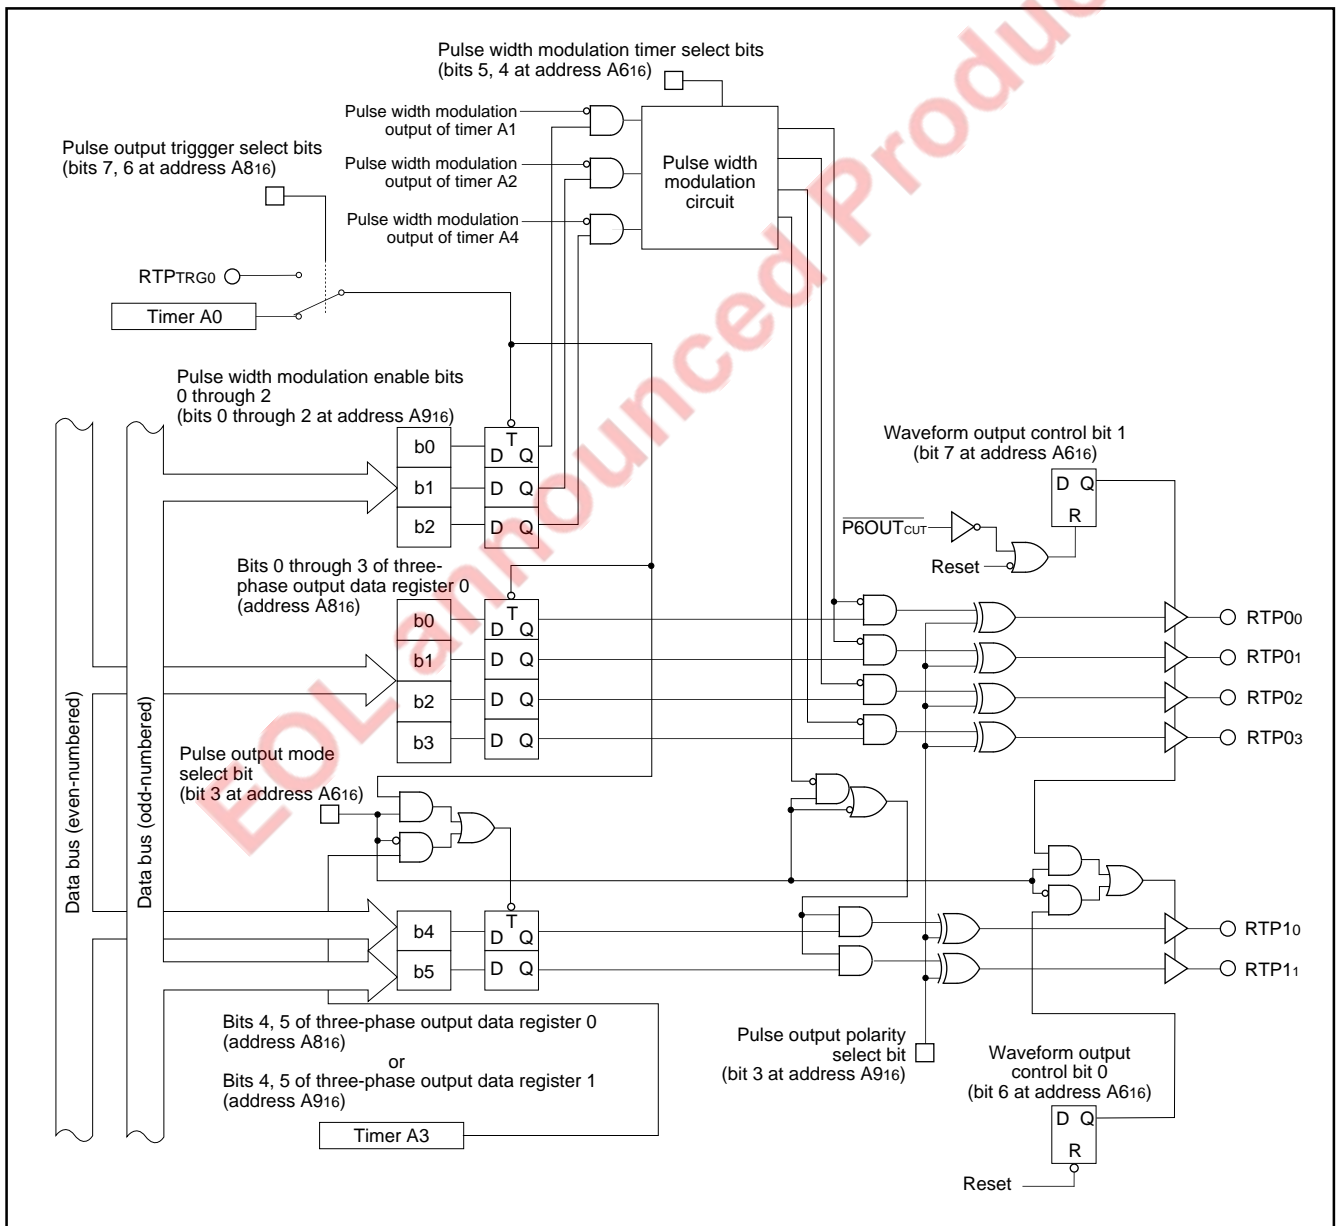 Pulse width modulation timer select bits
(bits 5, 4 at address A616)
Pulse width modulation
output of timer A1
Pulse output triggger select bits
(bits 7, 6 at address A816)
Pulse width modulation
output of timer A2
Pulse width
modulation
circuit
Pulse width modulation
output of timer A4
RTPTRG0
Timer A0
Pulse width modulation enable bits
0 through 2
(bits 0 through 2 at address A916)
b0
T
D Q
b1
D Q
b2
D Q
Waveform output control bit 1
(bit 7 at address A616)
D Q
R
P6OUTCUT
Reset
Bits 0 through 3 of three-
phase output data register 0
(address A816)
b0
T
D Q
b1
D Q
b2
D Q
b3
D Q
RTP00
RTP01
RTP02
RTP03
Data bus (even-numbered)
Data bus (odd-numbered)
Pulse output mode
select bit
(bit 3 at address A616)
b4
T
D Q
b5
D Q
RTP10
RTP11
Bits 4, 5 of three-phase output data register 0
(address A816)
or
Bits 4, 5 of three-phase output data register 1
(address A916)
Timer A3
Pulse output polarity
select bit
(bit 3 at address A916)
Waveform output
control bit 0
(bit 6 at address A616)
D Q
R
Reset
EOL announced Produc